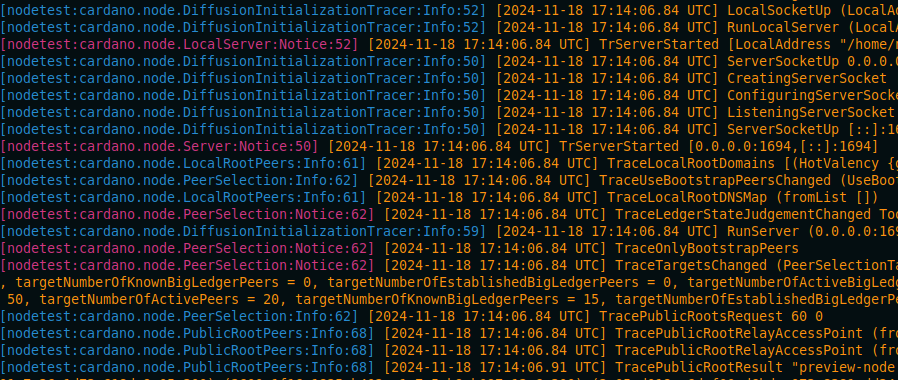 [nodetest:cardano.node.DiffusionInitializationTracer:Info:52] [2024-11-18 17:14:06.84 UTC] LocalSocketUp (LocalAd
[nodetest:cardano.node.DiffusionInitializationTracer:Info:52] [2024-11-18 17:14:06.84 UTC] RunLocalServer (LocalA
[nodetest:cardano.node.LocalServer:Notice:52] [2024-11-18 17:14:06.84 UTC] TrServerStarted [LocalAddress "/home/n
[nodetest:cardano.node.DiffusionInitializationTracer:Info:50] [2024-11-18 17:14:06.84 UTC] ServerSocketUp 0.0.0.0
[nodetest:cardano.node.DiffusionInitializationTracer:Info:50] [2024-11-18 17:14:06.84 UTC] CreatingServerSocket
[nodetest:cardano.node.DiffusionInitializationTracer:Info:50] [2024-11-18 17:14:06.84 UTC] ConfiguringServerSocke
[nodetest:cardano.node.DiffusionInitializationTracer:Info:50] [2024-11-18 17:14:06.84 UTC] ListeningServerSocket
[nodetest:cardano.node.DiffusionInitializationTracer:Info:50] [2024-11-18 17:14:06.84 UTC] ServerSocketUp [::]:16
[nodetest:cardano.node.Server:Notice:50] [2024-11-18 17:14:06.84 UTC] TrServerStarted [0.0.0.0:1694,[::]:1694]
[nodetest:cardano.node.LocalRootPeers:Info:61] [2024-11-18 17:14:06.84 UTC] TraceLocalRootDomains [(HotValency {g
[nodetest:cardano.node.PeerSelection:Info:62] [2024-11-18 17:14:06.84 UTC] TraceUseBootstrapPeersChanged (UseBoot
[nodetest:cardano.node.LocalRootPeers:Info:61] [2024-11-18 17:14:06.84 UTC] TraceLocalRootDNSMap (fromList [])
[nodetest:cardano.node.PeerSelection:Notice:62] [2024-11-18 17:14:06.84 UTC] TraceLedgerStateJudgementChanged Too
[nodetest:cardano.node.DiffusionInitializationTracer:Info:59] [2024-11-18 17:14:06.84 UTC] RunServer (0.0.0.0:169
[nodetest:cardano.node.PeerSelection:Notice:62] [2024-11-18 17:14:06.84 UTC] TraceOnlyBootstrapPeers
[nodetest:cardano.node.PeerSelection:Notice:62] [2024-11-18 17:14:06.84 UTC] TraceTargetsChanged (PeerSelectionTa
, targetNumberOfKnownBigLedgerPeers = 0, targetNumberOfEstablishedBigLedgerPeers = 0, targetNumberOfActiveBigLedg
50, targetNumberOfActivePeers = 20, targetNumberOfKnownBigLedgerPeers = 15, targetNumberOfEstablishedBigLedgerPe
[nodetest:cardano.node.PeerSelection:Info:62] [2024-11-18 17:14:06.84 UTC] TracePublicRootsRequest 60 0
[nodetest:cardano.node.PublicRootPeers:Info:68] [2024-11-18 17:14:06.84 UTC] TracePublicRootRelayAccessPoint (fro
[nodetest:cardano.node.PublicRootPeers:Info:68] [2024-11-18 17:14:06.84 UTC] TracePublicRootRelayAccessPoint (fro
[nodetest:cardano.node.PublicRootPeers:Info:68] [2024-11-18 17:14:06.91 UTC] TracePublicRootResult "preview-node